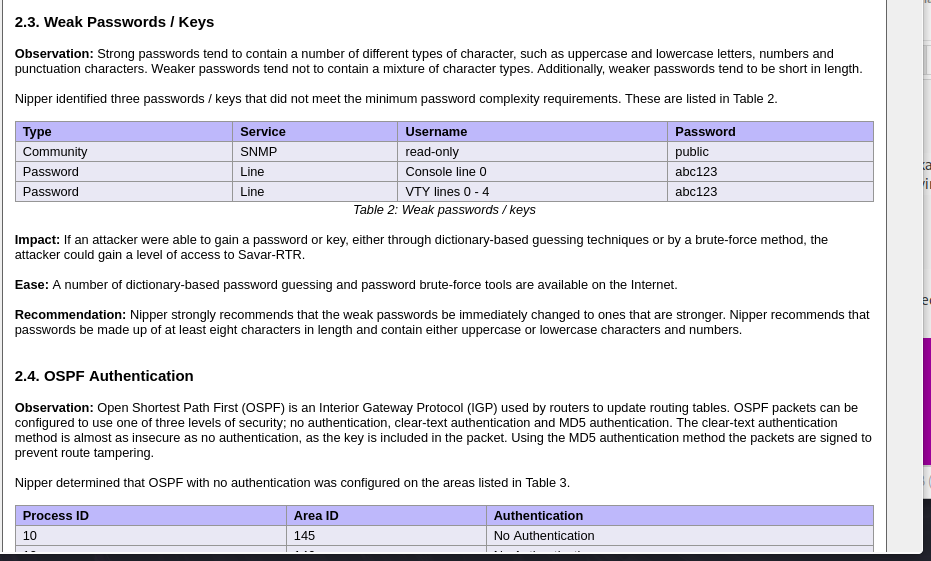 2.3. Weak Passwords / Keys
Observation: Strong passwords tend to contain a number of different types of character, such as uppercase and lowercase letters, numbers and
punctuation characters. Weaker passwords tend not to contain a mixture of character types. Additionally, weaker passwords tend to be short in length.
Nipper identified three passwords / keys that did not meet the minimum password complexity requirements. These are listed in Table 2.
Type Service Username Password
Community SNMP read-only public
Password Line Console line 0 abc123
Password Line VTY lines 0 - 4 abc123
Table 2: Weak passwords / keys
Impact: If an attacker were able to gain a password or key, either through dictionary-based guessing techniques or by a brute-force method, the
attacker could gain a level of access to Savar-RTR.
Ease: A number of dictionary-based password guessing and password brute-force tools are available on the Internet.
Recommendation: Nipper strongly recommends that the weak passwords be immediately changed to ones that are stronger. Nipper recommends that
passwords be made up of at least eight characters in length and contain either uppercase or lowercase characters and numbers.
2.4. OSPF Authentication
Observation: Open Shortest Path First (OSPF) is an Interior Gateway Protocol (IGP) used by routers to update routing tables. OSPF packets can be
configured to use one of three levels of security; no authentication, clear-text authentication and MD5 authentication. The clear-text authentication
method is almost as insecure as no authentication, as the key is included in the packet. Using the MD5 authentication method the packets are signed to
prevent route tampering.
Nipper determined that OSPF with no authentication was configured on the areas listed in Table 3.
Process ID Area ID Authentication
10 145 No Authentication